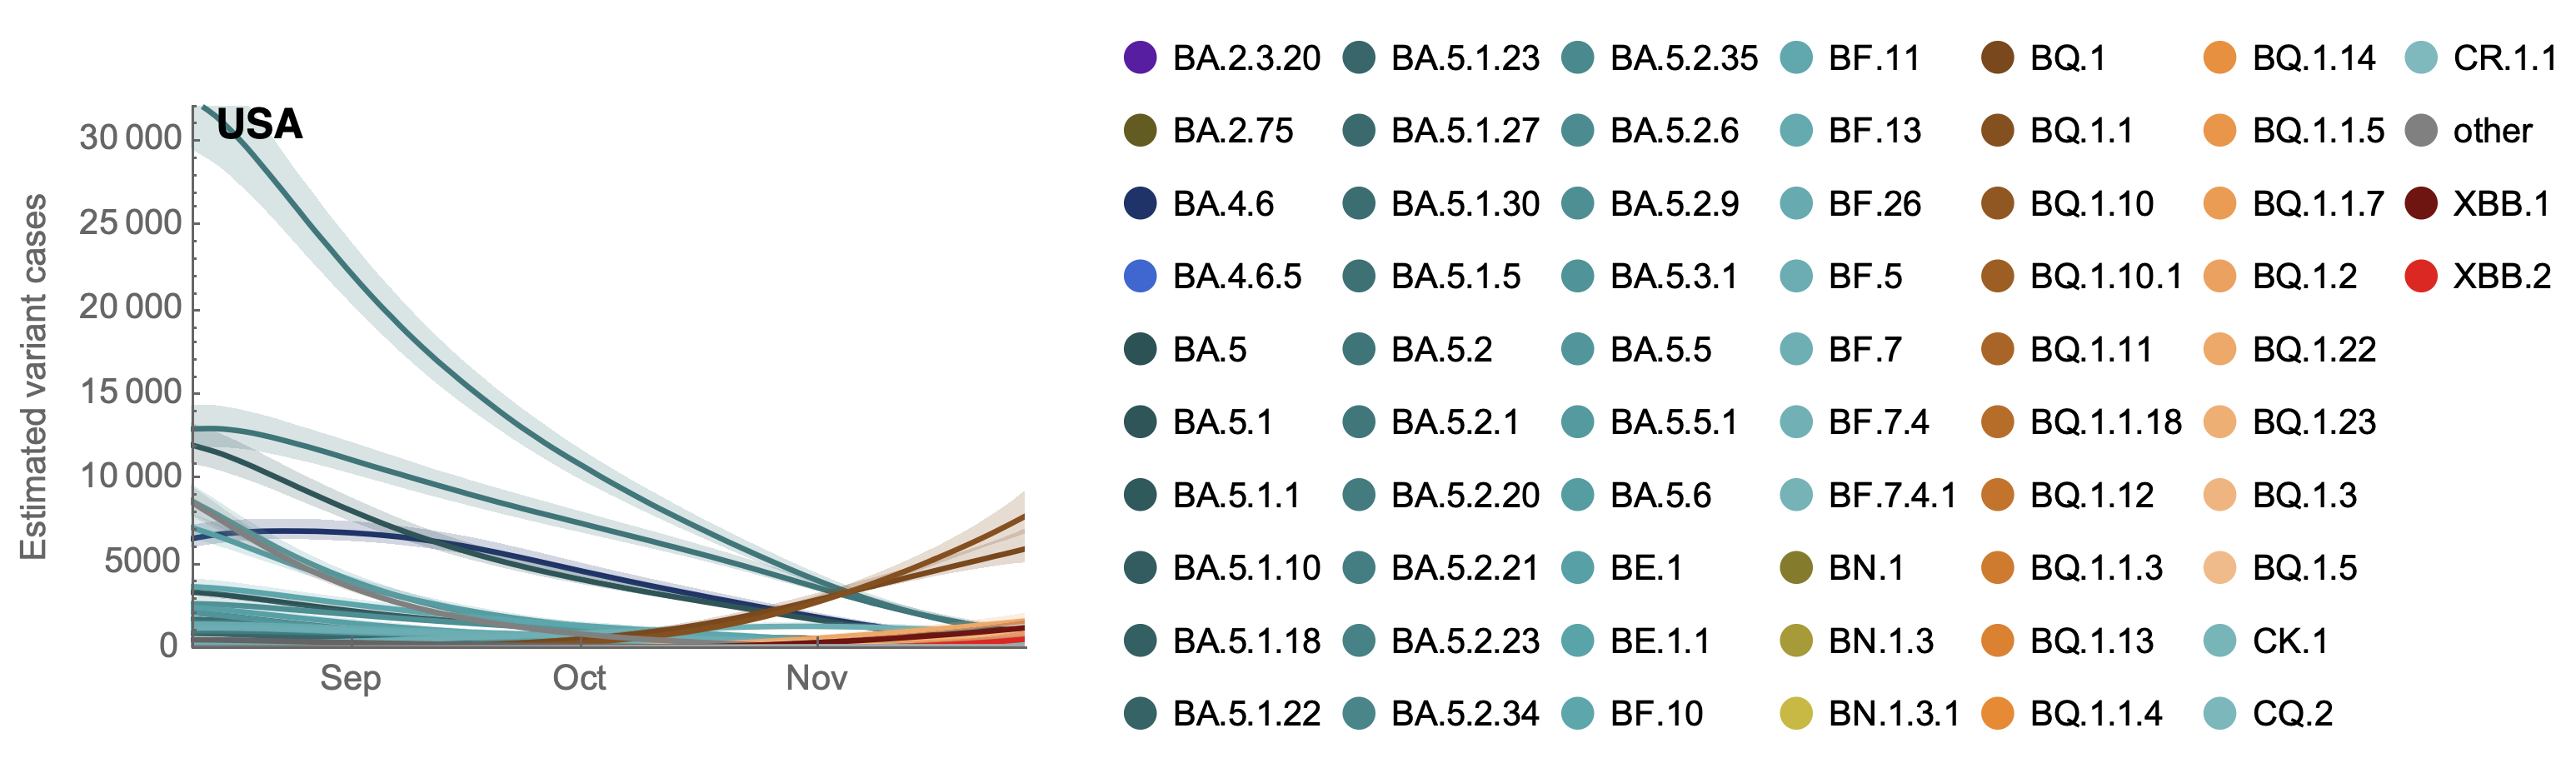 USA
Estimated variant cases
30 000
25 000
20 000
15 000
10 000
5000
0
Sep Oct Nov
BA.2.3.20 BA.5.1.23 BA.5.2.35 BF.11 BQ.1 BQ.1.14 CR.1.1
BA.2.75 BA.5.1.27 BA.5.2.6 BF.13 BQ.1.1 BQ.1.1.5 other
BA.4.6 BA.5.1.30 BA.5.2.9 BF.26 BQ.1.10 BQ.1.1.7 XBB.1
BA.4.6.5 BA.5.1.5 BA.5.3.1 BF.5 BQ.1.10.1 BQ.1.2 XBB.2
BA.5 BA.5.2 BA.5.5 BF.7 BQ.1.11 BQ.1.22
BA.5.1 BA.5.2.1 BA.5.5.1 BF.7.4 BQ.1.1.18 BQ.1.23
BA.5.1.1 BA.5.2.20 BA.5.6 BF.7.4.1 BQ.1.12 BQ.1.3
BA.5.1.10 BA.5.2.21 BE.1 BN.1 BQ.1.1.3 BQ.1.5
BA.5.1.18 BA.5.2.23 BE.1.1 BN.1.3 BQ.1.13 CK.1
BA.5.1.22 BA.5.2.34 BF.10 BN.1.3.1 BQ.1.1.4 CQ.2